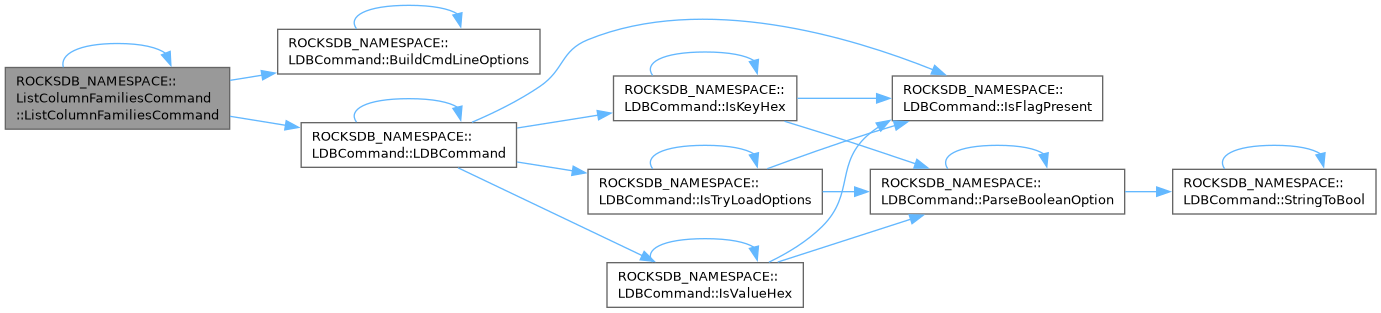 ROCKSDB_NAMESPACE::
ListColumnFamiliesCommand
::ListColumnFamiliesCommand
ROCKSDB_NAMESPACE::
LDBCommand::BuildCmdLineOptions
ROCKSDB_NAMESPACE::
LDBCommand::LDBCommand
ROCKSDB_NAMESPACE::
LDBCommand::IsKeyHex
ROCKSDB_NAMESPACE::
LDBCommand::IsTryLoadOptions
ROCKSDB_NAMESPACE::
LDBCommand::IsValueHex
ROCKSDB_NAMESPACE::
LDBCommand::IsFlagPresent
ROCKSDB_NAMESPACE::
LDBCommand::ParseBooleanOption
ROCKSDB_NAMESPACE::
LDBCommand::StringToBool